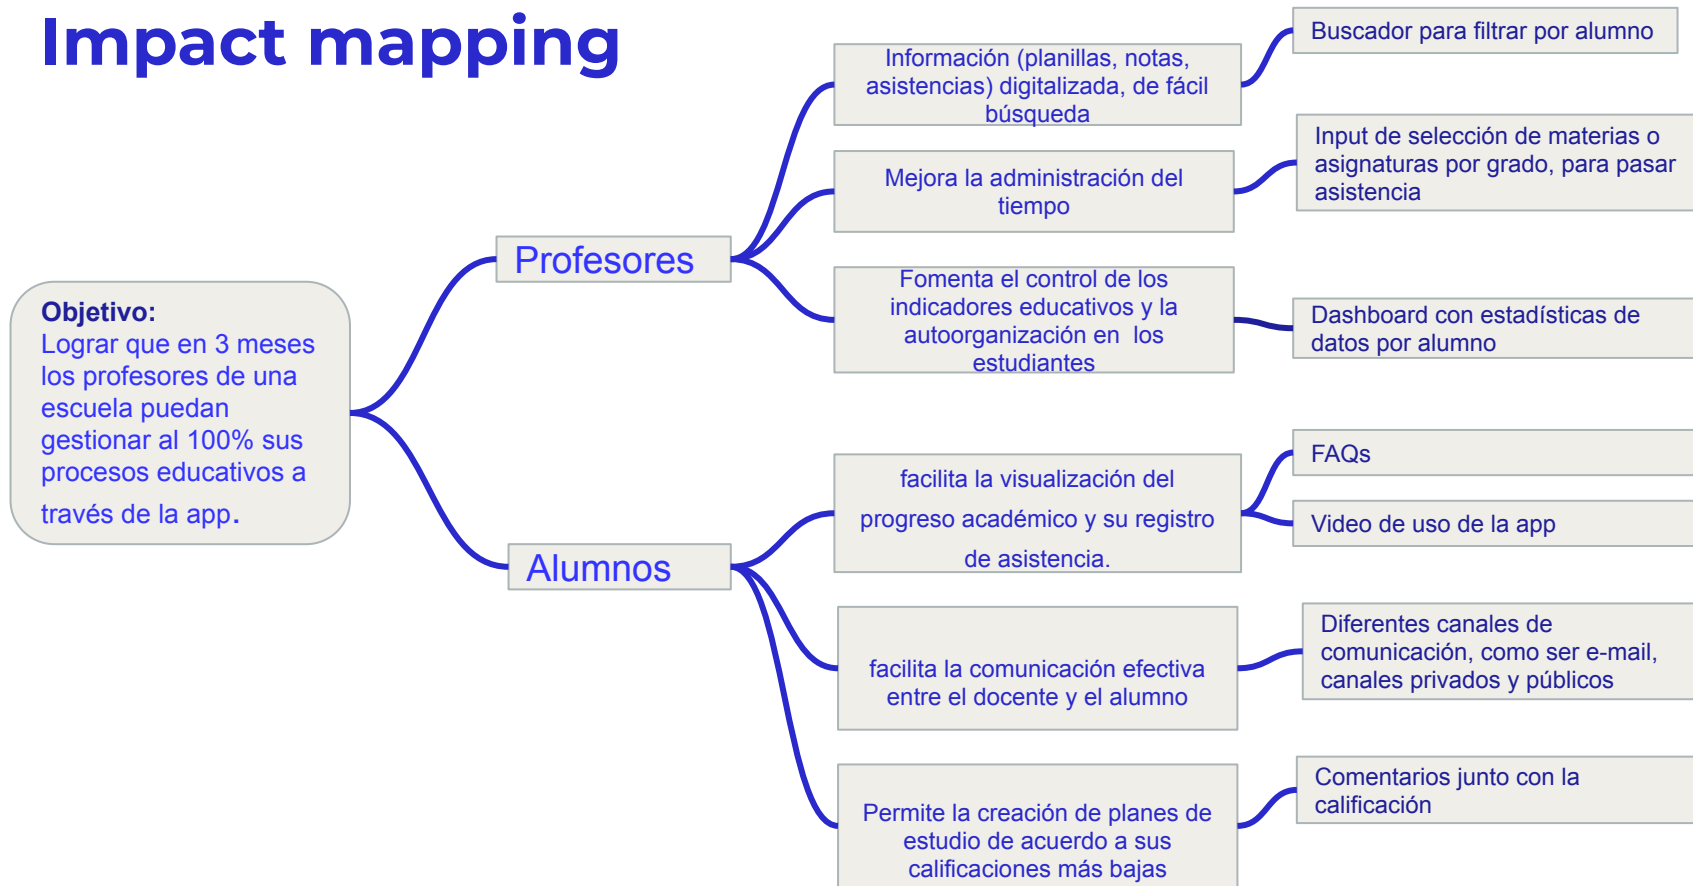 Impact mapping
Objetivo:
Lograr que en 3 meses
los profesores de una
escuela puedan
gestionar al 100% sus
procesos educativos a
través de la app.
Profesores
Información (planillas, notas,
asistencias) digitalizada, de fácil
búsqueda
Buscador para filtrar por alumno
Mejora la administración del
tiempo
Input de selección de materias o
asignaturas por grado, para pasar
asistencia
Fomenta el control de los
indicadores educativos y la
autoorganización en los
estudiantes
Dashboard con estadísticas de
datos por alumno
Alumnos
facilita la visualización del
progreso académico y su registro
de asistencia.
FAQs
Video de uso de la app
facilita la comunicación efectiva
entre el docente y el alumno
Diferentes canales de
comunicación, como ser e-mail,
canales privados y públicos
Permite la creación de planes de
estudio de acuerdo a sus
calificaciones más bajas
Comentarios junto con la
calificación